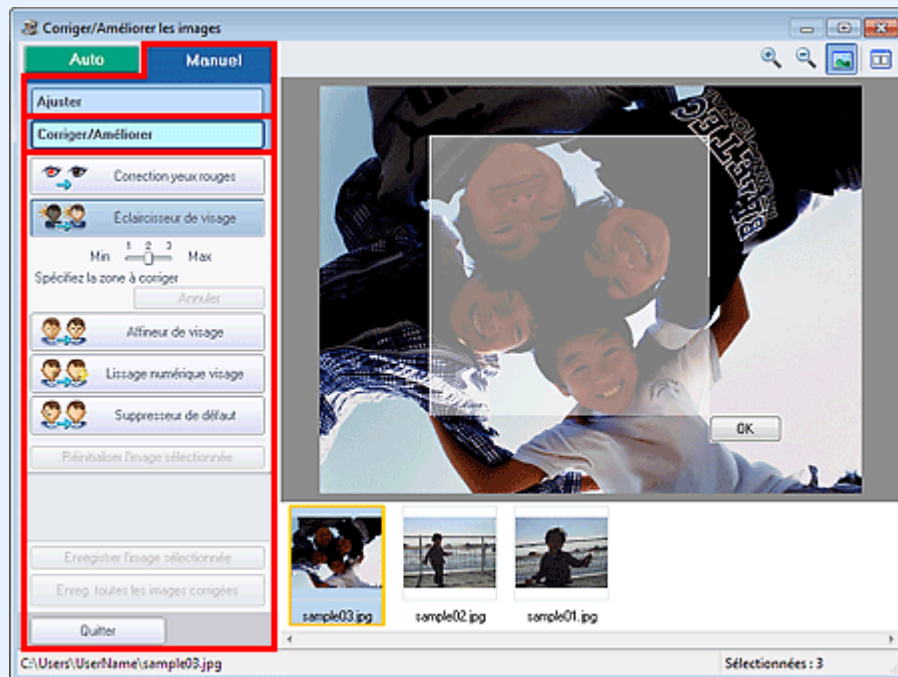 Corriger/Améliorer les images
Auto
Manuel
Ajuster
Corriger/Améliorer
Correction yeux rouges
Éclaircisseur de visage
1 2 3
Min Max
Spécifiez la zone à corriger
Annuler
Affineur de visage
Lissage numérique visage
Suppresseur de défaut
Réinitialiser l'image sélectionnée
Enregistrer l'image sélectionnée
Enreg. toutes les images corrigées
Quitter
OK
sample03.jpg
sample02.jpg
sample01.jpg
C:\Users\UserName\sample03.jpg
Sélectionnées : 3